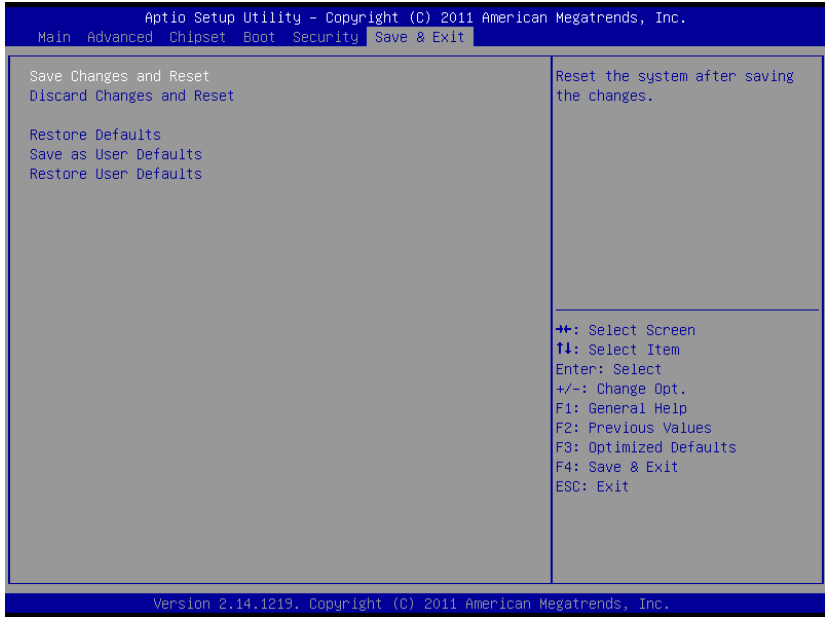 Aptio Setup Utility – Copyright (C) 2011 American Megatrends, Inc.
Main Advanced Chipset Boot Security Save & Exit
Save Changes and Reset
Discard Changes and Reset
Restore Defaults
Save as User Defaults
Restore User Defaults
Reset the system after saving
the changes.
→←: Select Screen
↑↓: Select Item
Enter: Select
+/-: Change Opt.
F1: General Help
F2: Previous Values
F3: Optimized Defaults
F4: Save & Exit
ESC: Exit
Version 2.14.1219. Copyright (C) 2011 American Megatrends, Inc.